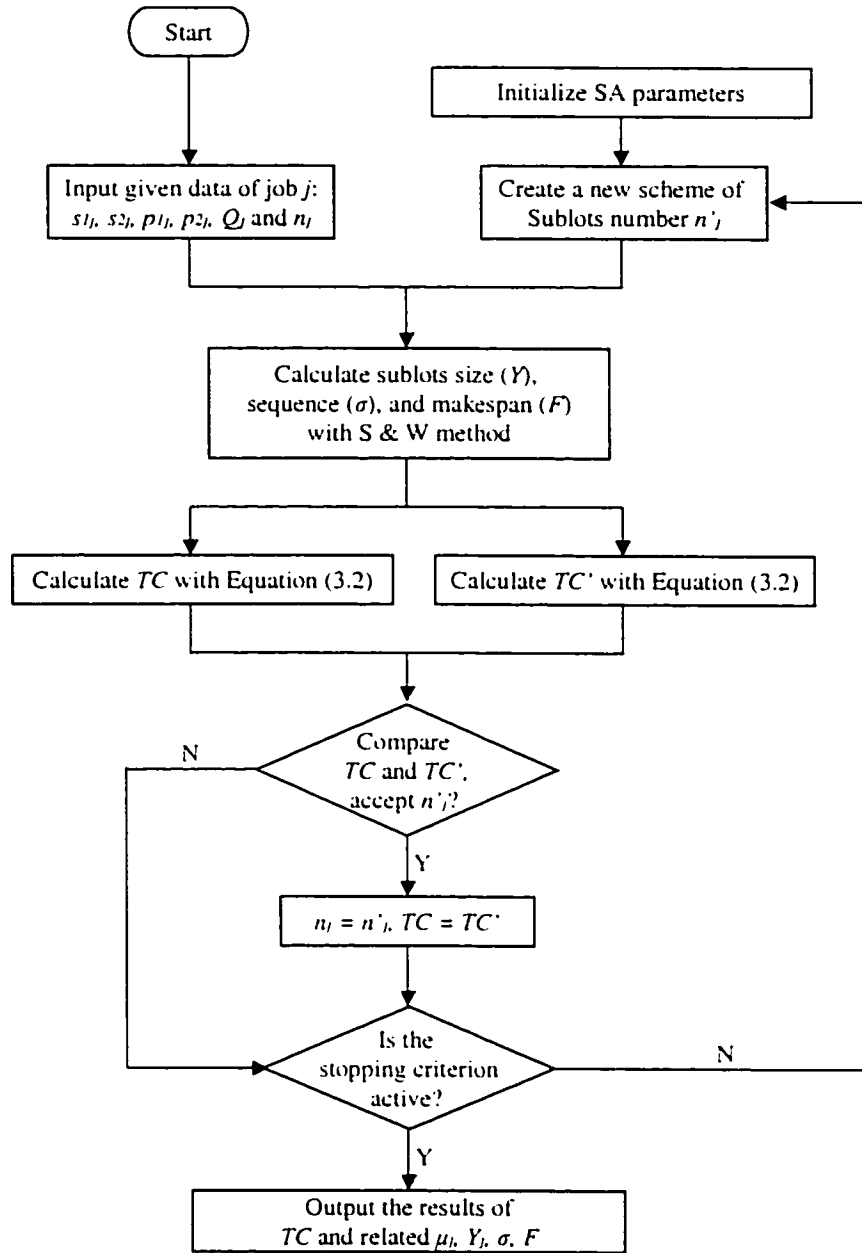 Start
Initialize SA parameters
Input given data of job j:
s1j, s2j, p1j, p2j, Qj and nj
Create a new scheme of
Sublots number n'j
Calculate sublots size (Y),
sequence (σ), and makespan (F)
with S & W method
Calculate TC with Equation (3.2)
Calculate TC' with Equation (3.2)
N
Compare
TC and TC',
accept n'j?
Y
nj = n'j, TC = TC'
Is the
stopping criterion
active?
N
Y
Output the results of
TC and related μj, Yj, σ, F